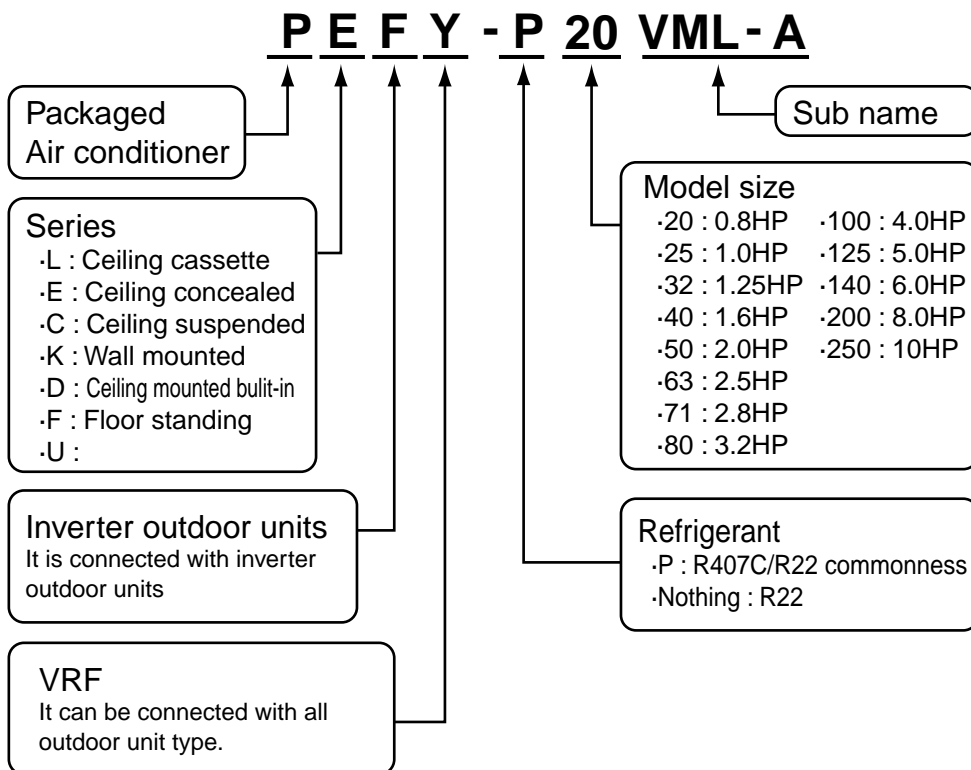 PEFY-P20VML-A
Packaged
Air conditioner
Sub name
Series
·L : Ceiling cassette
·E : Ceiling concealed
·C : Ceiling suspended
·K : Wall mounted
·D : Ceiling mounted bulit-in
·F : Floor standing
·U :
Model size
·20 : 0.8HP
·25 : 1.0HP
·32 : 1.25HP
·40 : 1.6HP
·50 : 2.0HP
·63 : 2.5HP
·71 : 2.8HP
·80 : 3.2HP
·100 : 4.0HP
·125 : 5.0HP
·140 : 6.0HP
·200 : 8.0HP
·250 : 10HP
Inverter outdoor units
It is connected with inverter
outdoor units
Refrigerant
·P : R407C/R22 commonness
·Nothing : R22
VRF
It can be connected with all
outdoor unit type.